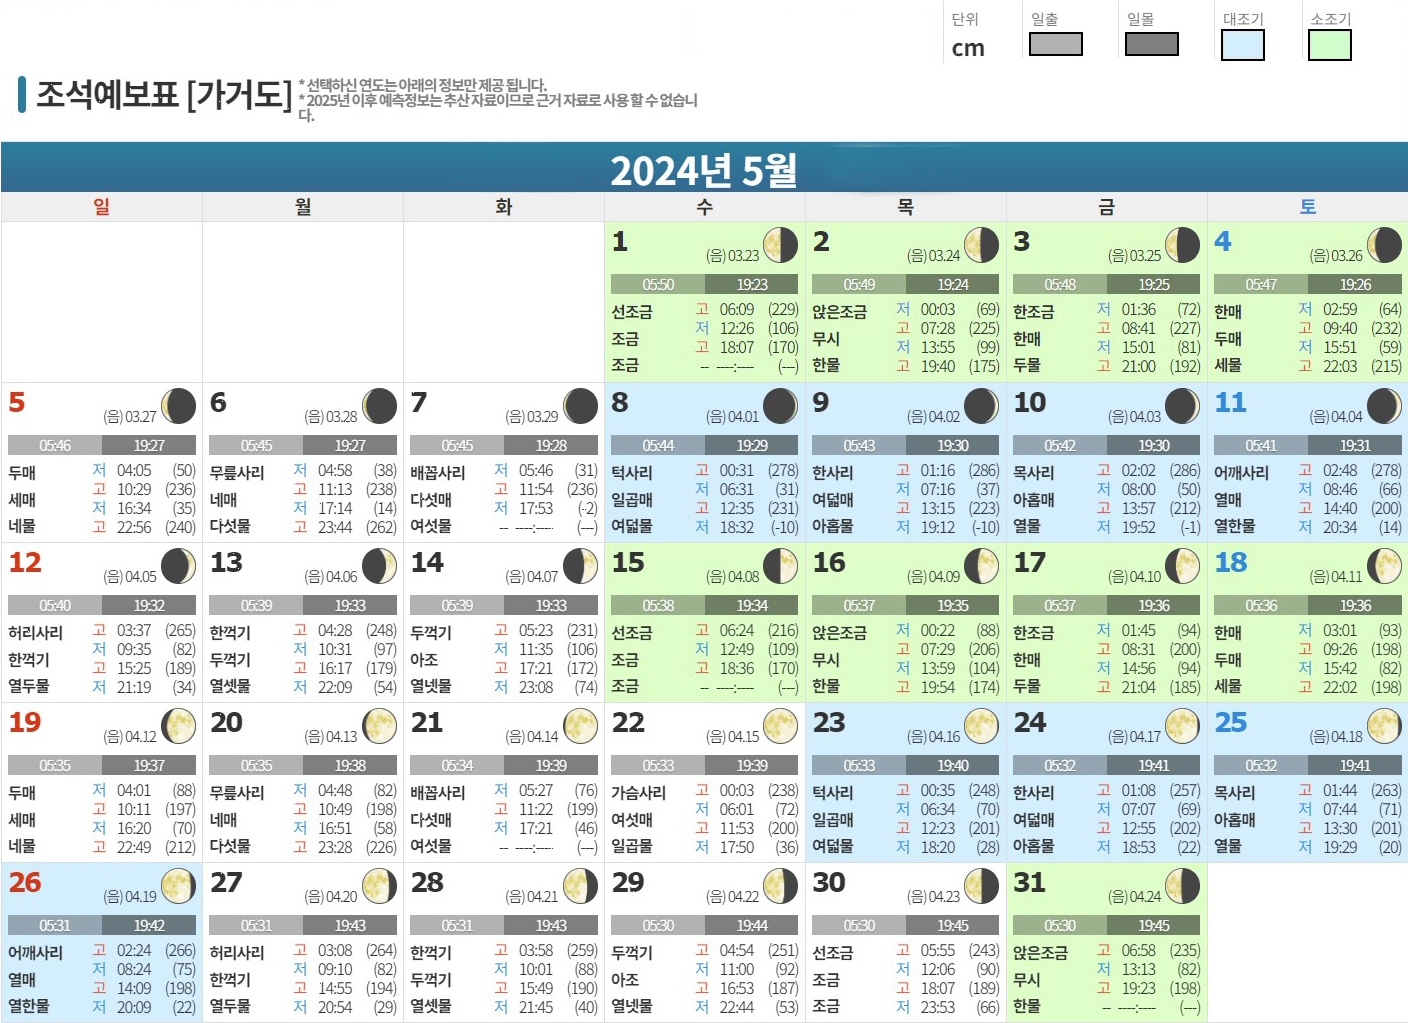 단위 일출 일몰 대조기 소조기
cm
조석예보표 [가거도]
* 선택하신 연도는 아래의 정보만 제공 됩니다.
* 2025년 이후 예측정보는 추산 자료이므로 근거 자료로 사용 할 수 없습니
다.
2024년 5월
일 월 화 수 목 금 토
1 (음) 03.23
05:50 19:23
선조금 조금 조금
고 06:09 (229)
저 12:26 (106)
고 18:07 (170)
-- ----:---- (---)
2 (음) 03.24
05:49 19:24
앉은조금 무시 한물
저 00:03 (69)
고 07:28 (225)
저 13:55 (99)
고 19:40 (175)
3 (음) 03.25
05:48 19:25
한조금 한매 두물
저 01:36 (72)
고 08:41 (227)
저 15:01 (81)
고 21:00 (192)
4 (음) 03.26
05:47 19:26
한매 두매 세물
저 02:59 (64)
고 09:40 (232)
저 15:51 (59)
고 22:03 (215)
5 (음) 03.27
05:46 19:27
두매 세매 네물
저 04:05 (50)
고 10:29 (236)
저 16:34 (35)
고 22:56 (240)
6 (음) 03.28
05:45 19:27
무릎사리 네매 다섯물
저 04:58 (38)
고 11:13 (238)
저 17:14 (14)
고 23:44 (262)
7 (음) 03.29
05:45 19:28
배꼽사리 다섯매 여섯물
저 05:46 (31)
고 11:54 (236)
저 17:53 (-2)
-- ----:---- (---)
8 (음) 04.01
05:44 19:29
턱사리 일곱매 여덟물
고 00:31 (278)
저 06:31 (31)
고 12:35 (231)
저 18:32 (-10)
9 (음) 04.02
05:43 19:30
한사리 여덟매 아홉물
고 01:16 (286)
저 07:16 (37)
고 13:15 (223)
저 19:12 (-10)
10 (음) 04.03
05:42 19:30
목사리 아홉매 열물
고 02:02 (286)
저 08:00 (50)
고 13:57 (212)
저 19:52 (-1)
11 (음) 04.04
05:41 19:31
어깨사리 열매 열한물
고 02:48 (278)
저 08:46 (66)
고 14:40 (200)
저 20:34 (14)
12 (음) 04.05
05:40 19:32
허리사리 한꺽기 열두물
고 03:37 (265)
저 09:35 (82)
고 15:25 (189)
저 21:19 (34)
13 (음) 04.06
05:39 19:33
한꺽기 두꺽기 열셋물
고 04:28 (248)
저 10:31 (97)
고 16:17 (179)
저 22:09 (54)
14 (음) 04.07
05:39 19:33
두꺽기 아조 열넷물
고 05:23 (231)
저 11:35 (106)
고 17:21 (172)
저 23:08 (74)
15 (음) 04.08
05:38 19:34
선조금 조금 조금
고 06:24 (216)
저 12:49 (109)
고 18:36 (170)
-- ----:---- (---)
16 (음) 04.09
05:37 19:35
앉은조금 무시 한물
저 00:22 (88)
고 07:29 (206)
저 13:59 (104)
고 19:54 (174)
17 (음) 04.10
05:37 19:36
한조금 한매 두물
저 01:45 (94)
고 08:31 (200)
저 14:56 (94)
고 21:04 (185)
18 (음) 04.11
05:36 19:36
한매 두매 세물
저 03:01 (93)
고 09:26 (198)
저 15:42 (82)
고 22:02 (198)
19 (음) 04.12
05:35 19:37
두매 세매 네물
저 04:01 (88)
고 10:11 (197)
저 16:20 (70)
고 22:49 (212)
20 (음) 04.13
05:35 19:38
무릎사리 네매 다섯물
저 04:48 (82)
고 10:49 (198)
저 16:51 (58)
고 23:28 (226)
21 (음) 04.14
05:34 19:39
배꼽사리 다섯매 여섯물
저 05:27 (76)
고 11:22 (199)
저 17:21 (46)
-- ----:---- (---)
22 (음) 04.15
05:33 19:39
가슴사리 여섯매 일곱물
고 00:03 (238)
저 06:01 (72)
고 11:53 (200)
저 17:50 (36)
23 (음) 04.16
05:33 19:40
턱사리 일곱매 여덟물
고 00:35 (248)
저 06:34 (70)
고 12:23 (201)
저 18:20 (28)
24 (음) 04.17
05:32 19:41
한사리 여덟매 아홉물
고 01:08 (257)
저 07:07 (69)
고 12:55 (202)
저 18:53 (22)
25 (음) 04.18
05:32 19:41
목사리 아홉매 열물
고 01:44 (263)
저 07:44 (71)
고 13:30 (201)
저 19:29 (20)
26 (음) 04.19
05:31 19:42
어깨사리 열매 열한물
고 02:24 (266)
저 08:24 (75)
고 14:09 (198)
저 20:09 (22)
27 (음) 04.20
05:31 19:43
허리사리 한꺽기 열두물
고 03:08 (264)
저 09:10 (82)
고 14:55 (194)
저 20:54 (29)
28 (음) 04.21
05:31 19:43
한꺽기 두꺽기 열셋물
고 03:58 (259)
저 10:01 (88)
고 15:49 (190)
저 21:45 (40)
29 (음) 04.22
05:30 19:44
두꺽기 아조 열넷물
고 04:54 (251)
저 11:00 (92)
고 16:53 (187)
저 22:44 (53)
30 (음) 04.23
05:30 19:45
선조금 조금 조금
고 05:55 (243)
저 12:06 (90)
고 18:07 (189)
저 23:53 (66)
31 (음) 04.24
05:30 19:45
앉은조금 무시 한물
고 06:58 (235)
저 13:13 (82)
고 19:23 (198)
-- ----:---- (---)